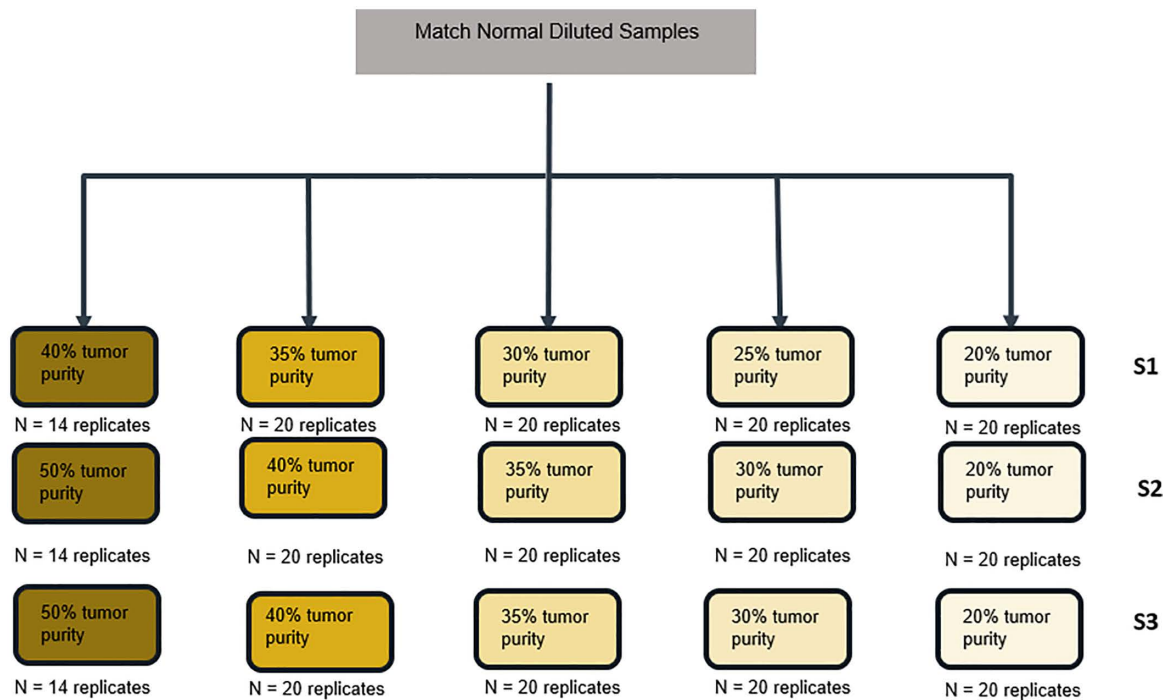 Match Normal Diluted Samples
40% tumor
purity
35% tumor
purity
30% tumor
purity
25% tumor
purity
20% tumor
purity
S1
N = 14 replicates
N = 20 replicates
N = 20 replicates
N = 20 replicates
N = 20 replicates
50% tumor
purity
40% tumor
purity
35% tumor
purity
30% tumor
purity
20% tumor
purity
S2
N = 14 replicates
N = 20 replicates
N = 20 replicates
N = 20 replicates
N = 20 replicates
50% tumor
purity
40% tumor
purity
35% tumor
purity
30% tumor
purity
20% tumor
purity
S3
N = 14 replicates
N = 20 replicates
N = 20 replicates
N = 20 replicates
N = 20 replicates